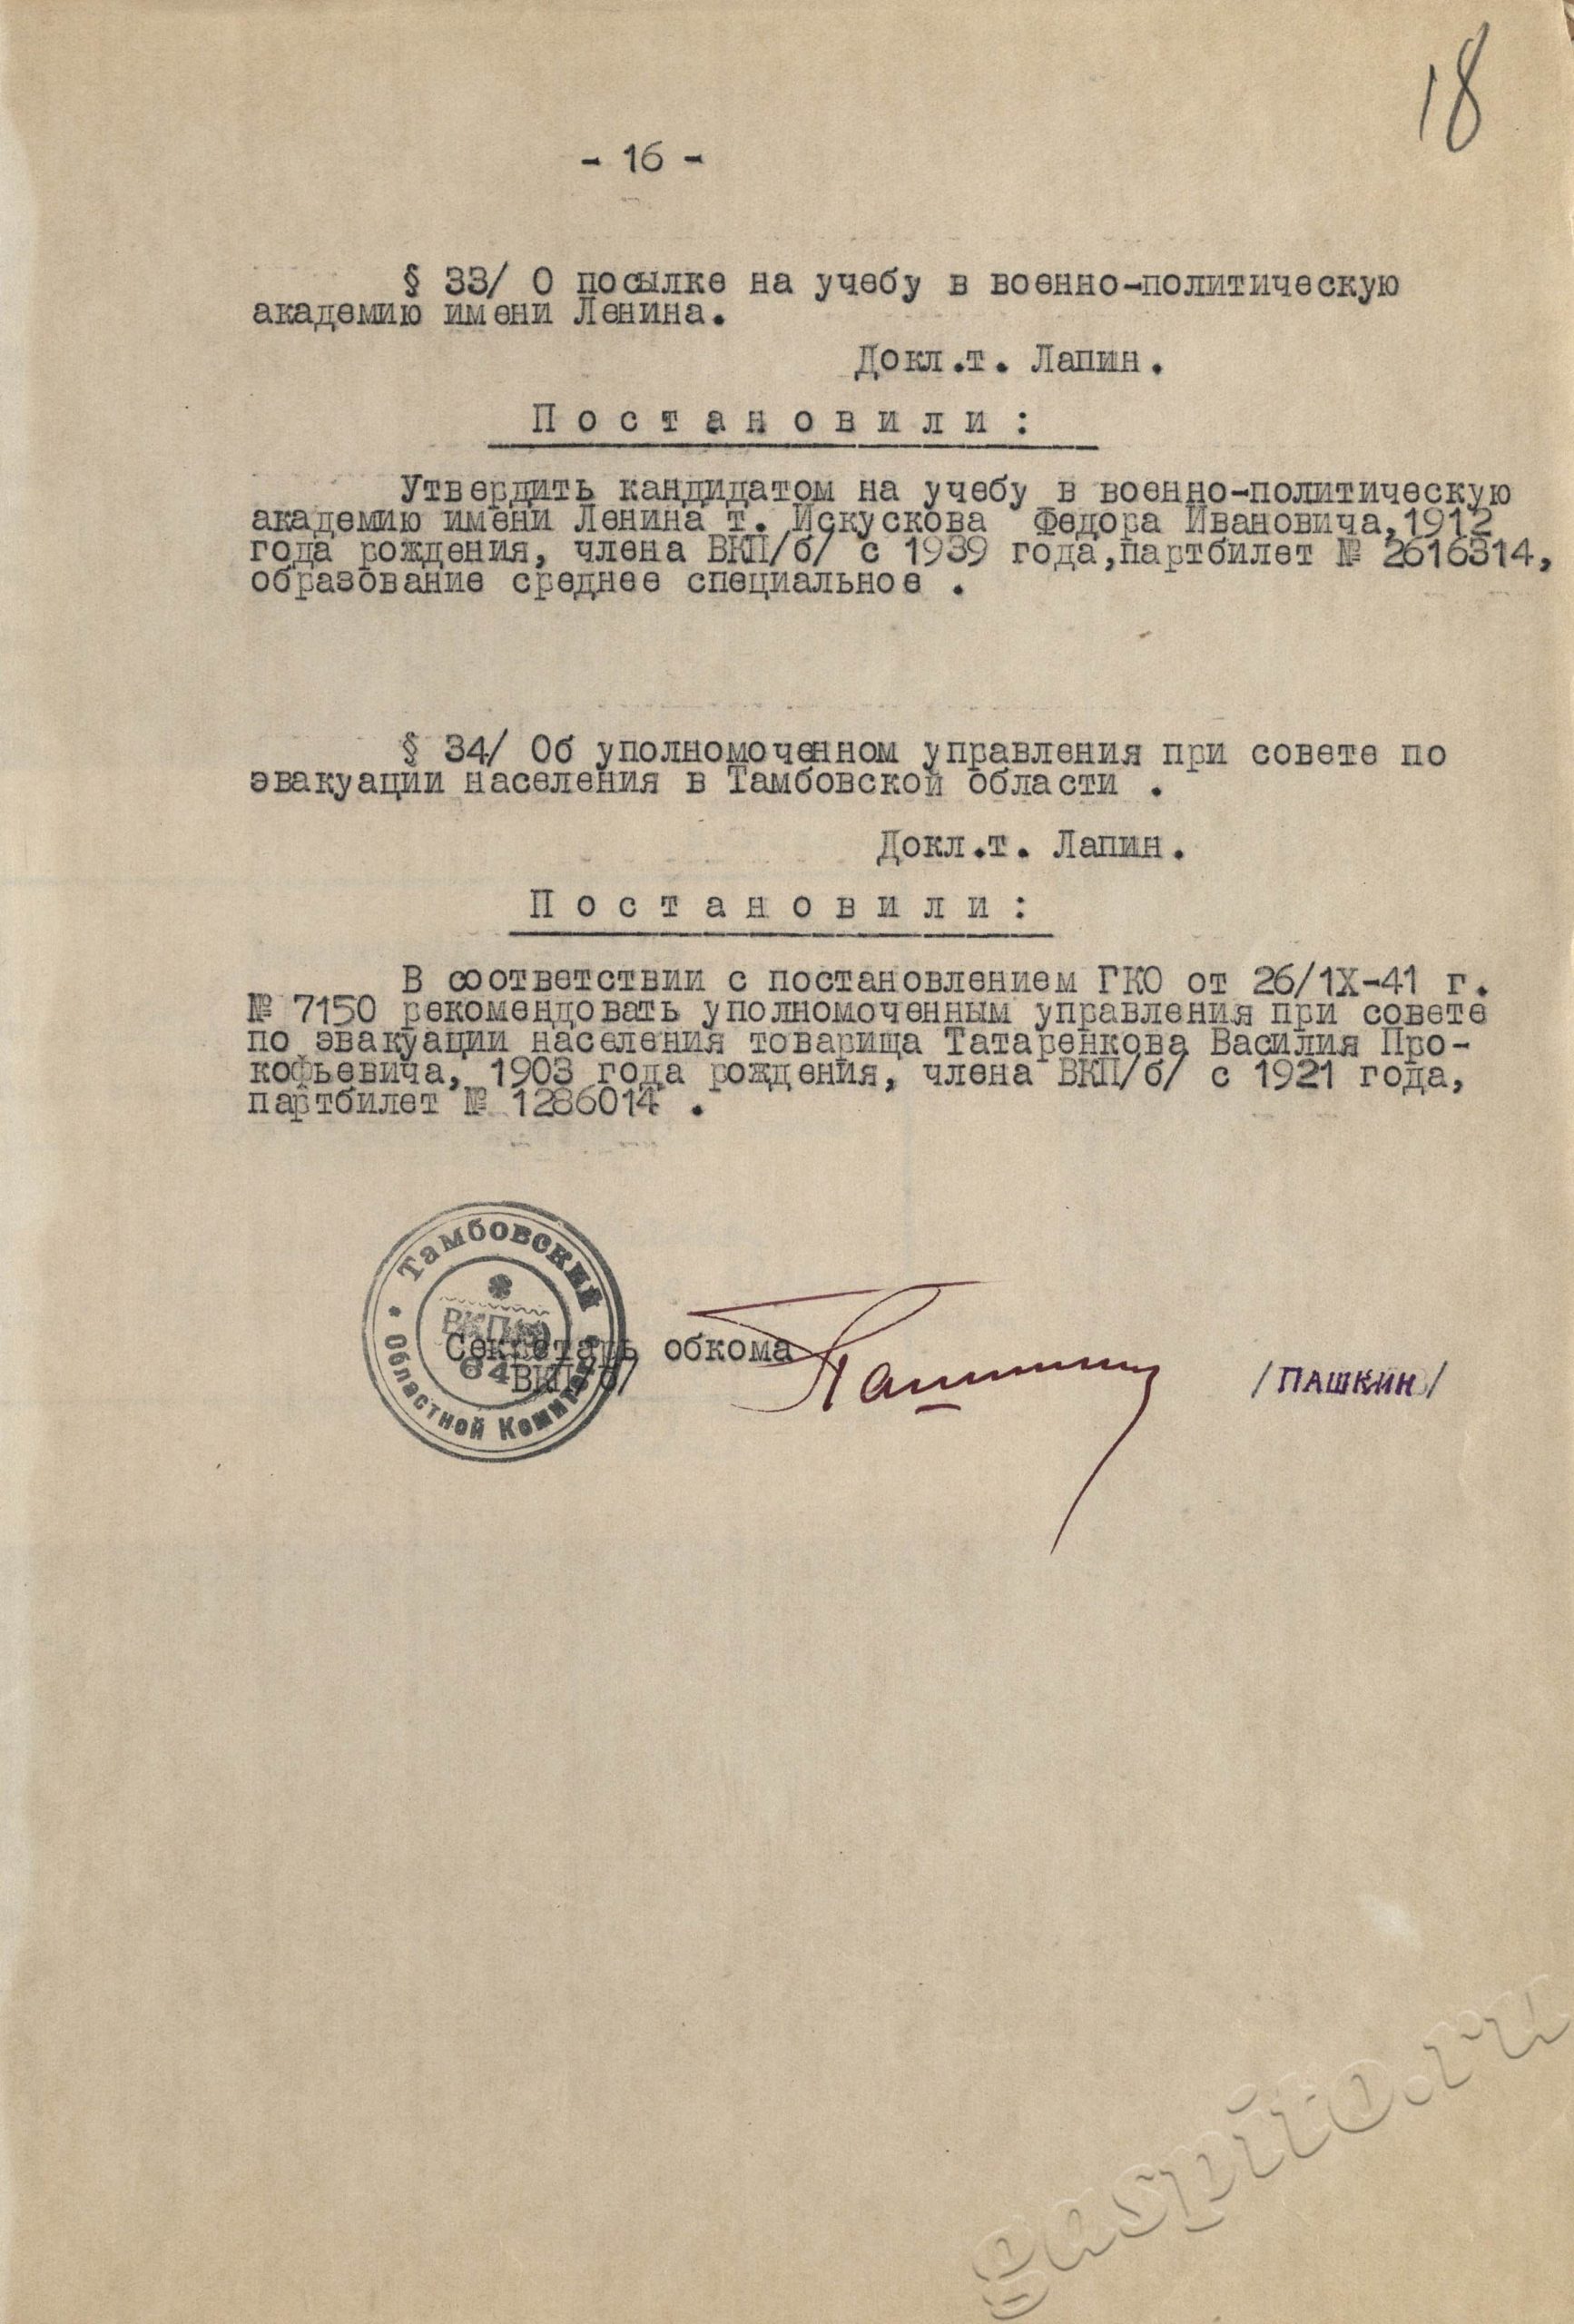 18
- 16 -
§ 33/ О посылке на учебу в военно-политическую
академию имени Ленина.
Докл.т. Лапин.
Постановили:
Утвердить кандидатом на учебу в военно-политическую
академию имени Ленина т. Искускова Федора Ивановича,1912
года рождения, члена ВКП/б/ с 1939 года,партбилет № 2616314,
образование среднее специальное .
§ 34/ Об уполномоченном управления при совете по
эвакуации населения в Тамбовской области .
Докл.т. Лапин.
Постановили:
В соответствии с постановлением ГКО от 26/1Х-41 г.
№ 7150 рекомендовать уполномоченным управления при совете
по эвакуации населения товарища Татаренкова Василия Про-
кофьевича, 1903 года рождения, члена ВКП/б/ с 1921 года,
партбилет № 1286014 .
Тамбовский
ВКП(б)
64
Областной Комитет
Секретарь обкома
ВКП/б/
Пашкин
/ПАШКИН/
gaspito.ru